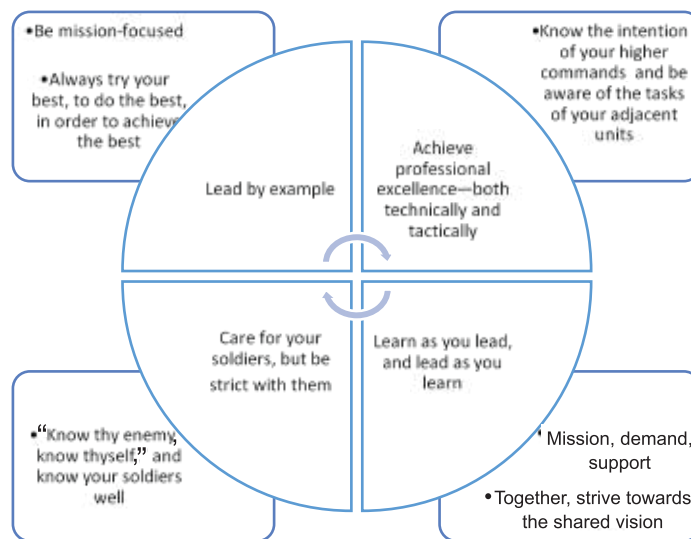 •Be mission-focused
•Always try your
best, to do the best,
in order to achieve
the best
•Know the intention
of your higher
commands and be
aware of the tasks
of your adjacent
units
Lead by example
Achieve
professional
excellence—both
technically and
tactically
Care for your
soldiers, but be
strict with them
Learn as you lead,
and lead as you
learn
•“Know thy enemy,
know thyself,” and
know your soldiers
well
Mission, demand,
support
•Together, strive towards
the shared vision